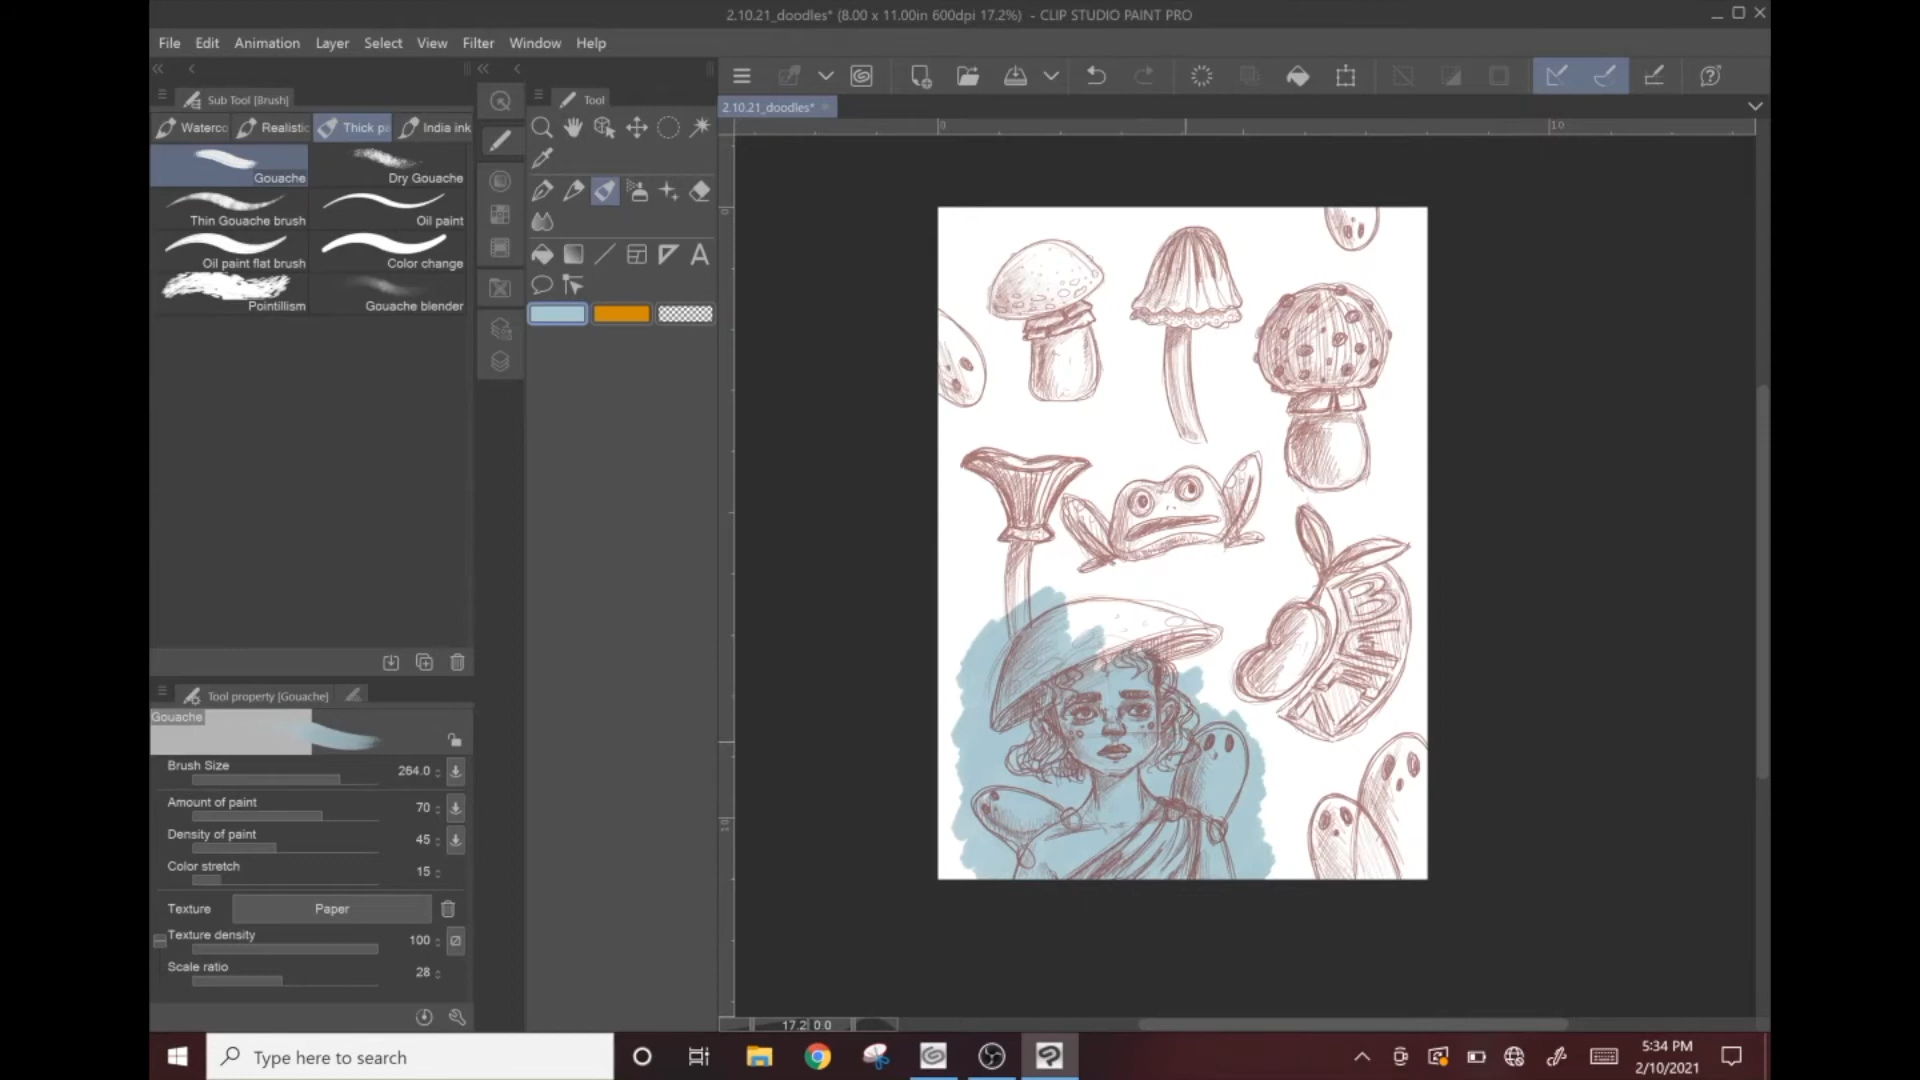 2.10.21_doodles* (8.00 x 11.00in 600dpi 17.2%) - CLIP STUDIO PAINT PRO
File Edit Animation Layer Select View Filter Window Help
Sub Tool [Brush]
Tool
2.10.21_doodles*
Waterco Realistic Thick pa India ink
0 10
Gouache Dry Gouache
Thin Gouache brush Oil paint
Oil paint flat brush Color change
Pointillism Gouache blender
BEAN
Tool property [Gouache]
Gouache
Brush Size 264.0
Amount of paint 70
Density of paint 45
Color stretch 15
Texture Paper
Texture density 100
Scale ratio 28
17.2 0.0
Type here to search
5:34 PM
2/10/2021